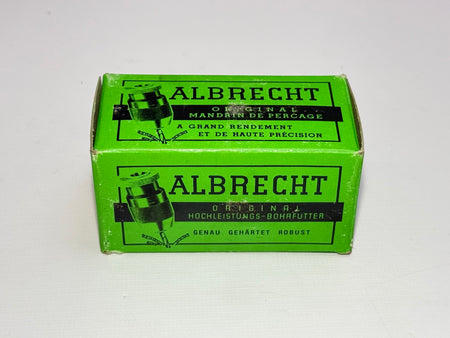 ALBRECHT
ORIGINAL
MANDRIN DE PERCAGE
A GRAND RENDEMENT
ET DE HAUTE PRÉCISION
ALBRECHT
ORIGINAL
HOCHLEISTUNGS-BOHRFUTTER
GENAU GEHÄRTET ROBUST